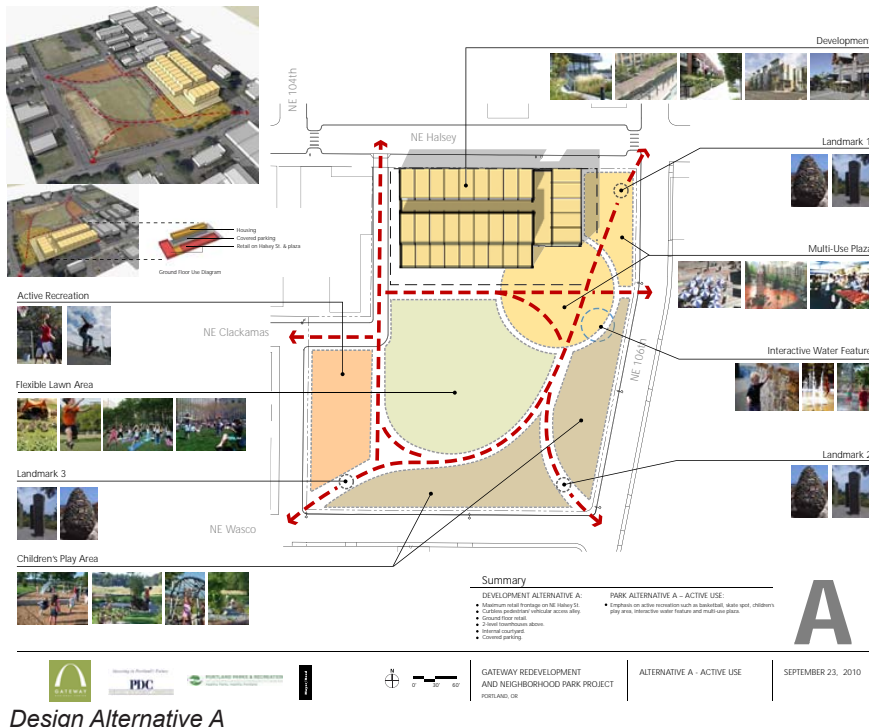 Development
NE 104th
NE Halsey
Landmark 1
Housing
Covered parking
Retail on Halsey St. & plaza
Ground Floor Use Diagram
Multi-Use Plaza
Active Recreation
NE Clackamas
NE 106th
Interactive Water Feature
Flexible Lawn Area
Landmark 3
Landmark 2
NE Wasco
Children's Play Area
Summary
DEVELOPMENT ALTERNATIVE A:
Maximum retail frontage on NE Halsey St.
Curbless pedestrian/ vehicular access alley.
Ground floor retail.
2-level townhouses above.
Internal courtyard.
Covered parking.
PARK ALTERNATIVE A – ACTIVE USE:
Emphasis on active recreation such as basketball, skate spot, children's
play area, interactive water feature and multi-use plaza.
A
GATEWAY
PDC
PORTLAND PARKS & RECREATION
N
0' 30' 60'
GATEWAY REDEVELOPMENT
AND NEIGHBORHOOD PARK PROJECT
PORTLAND, OR
ALTERNATIVE A - ACTIVE USE
SEPTEMBER 23, 2010
Design Alternative A